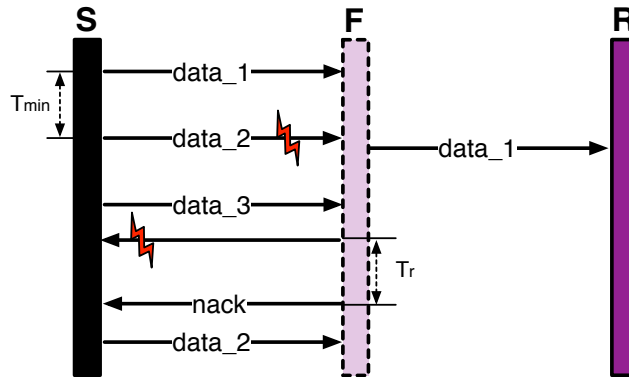 S F R
data_1
Tmin
data_2
data_1
data_3
Tr
nack
data_2